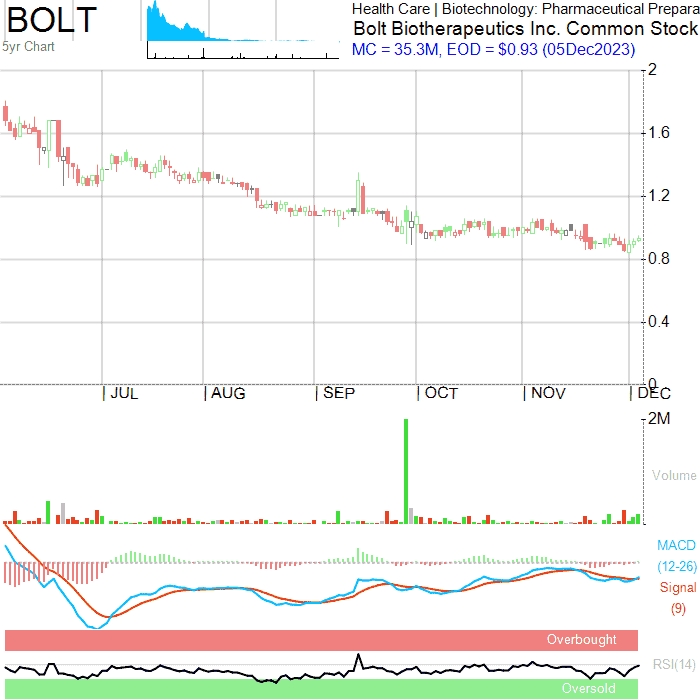 BOLT
5yr Chart
Health Care | Biotechnology: Pharmaceutical Prepara
Bolt Biotherapeutics Inc. Common Stock
MC = 35.3M, EOD = $0.93 (05Dec2023)
2
1.6
1.2
0.8
0.4
0
| JUL | AUG | SEP | OCT | NOV | DEC
2M
Volume
MACD
(12-26)
Signal
(9)
Overbought
RSI(14)
Oversold